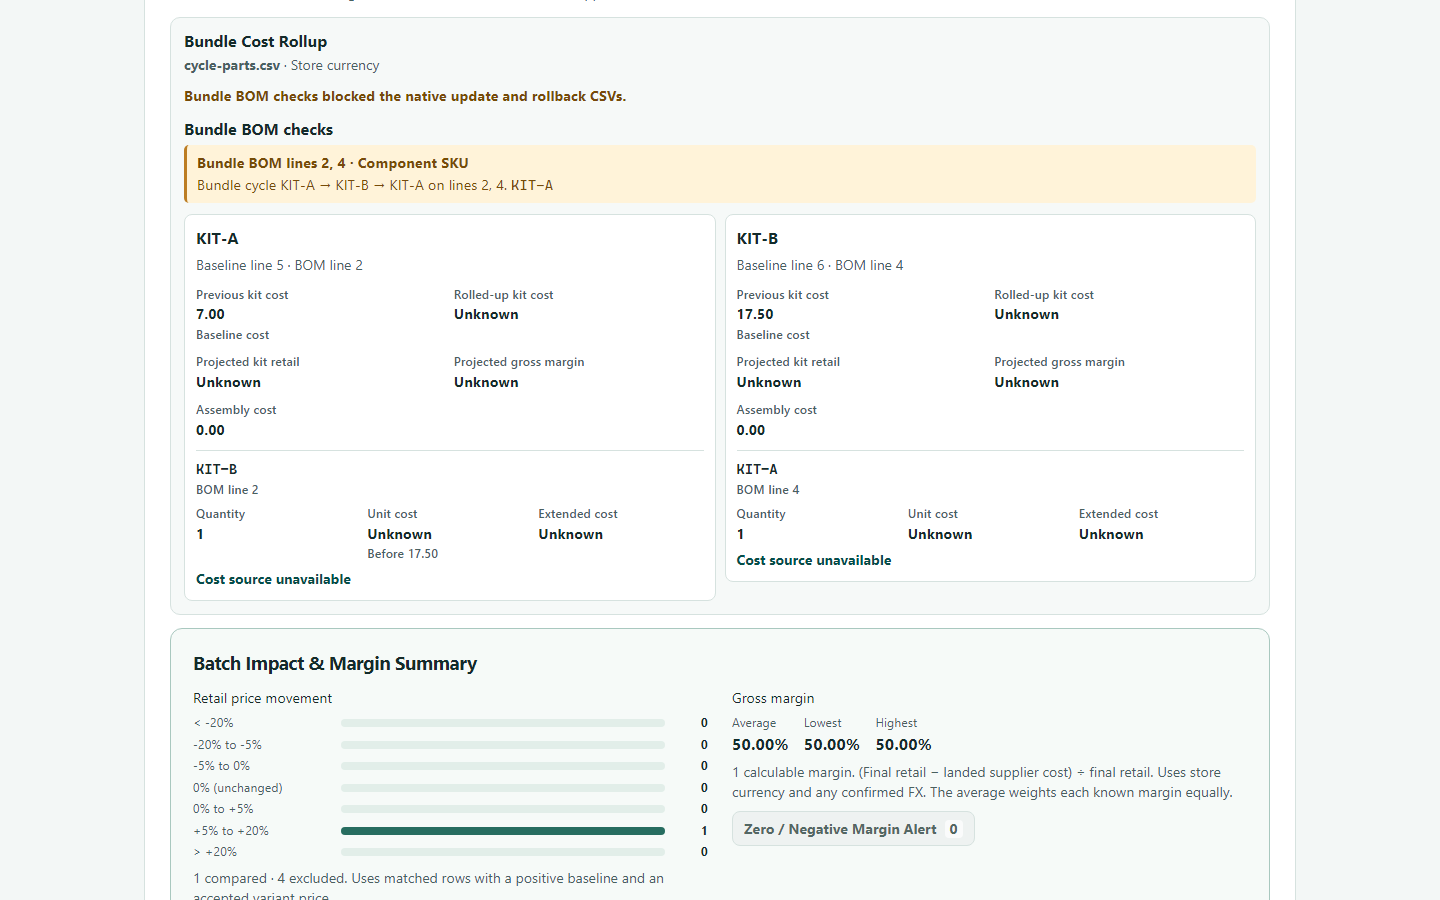 Bundle Cost Rollup
cycle-parts.csv · Store currency
Bundle BOM checks blocked the native update and rollback CSVs.
Bundle BOM checks
Bundle BOM lines 2, 4 · Component SKU
Bundle cycle KIT-A → KIT-B → KIT-A on lines 2, 4. KIT-A
KIT-A
Baseline line 5 · BOM line 2
Previous kit cost
7.00
Baseline cost
Rolled-up kit cost
Unknown
Projected kit retail
Unknown
Projected gross margin
Unknown
Assembly cost
0.00
KIT-B
BOM line 2
Quantity
1
Unit cost
Unknown
Before 17.50
Extended cost
Unknown
Cost source unavailable
KIT-B
Baseline line 6 · BOM line 4
Previous kit cost
17.50
Baseline cost
Rolled-up kit cost
Unknown
Projected kit retail
Unknown
Projected gross margin
Unknown
Assembly cost
0.00
KIT-A
BOM line 4
Quantity
1
Unit cost
Unknown
Extended cost
Unknown
Cost source unavailable
Batch Impact & Margin Summary
Retail price movement
< -20% 0
-20% to -5% 0
-5% to 0% 0
0% (unchanged) 0
0% to +5% 0
+5% to +20% 1
> +20% 0
1 compared · 4 excluded. Uses matched rows with a positive baseline and an
accepted variant price.
Gross margin
Average Lowest Highest
50.00% 50.00% 50.00%
1 calculable margin. (Final retail − landed supplier cost) ÷ final retail. Uses store
currency and any confirmed FX. The average weights each known margin equally.
Zero / Negative Margin Alert 0